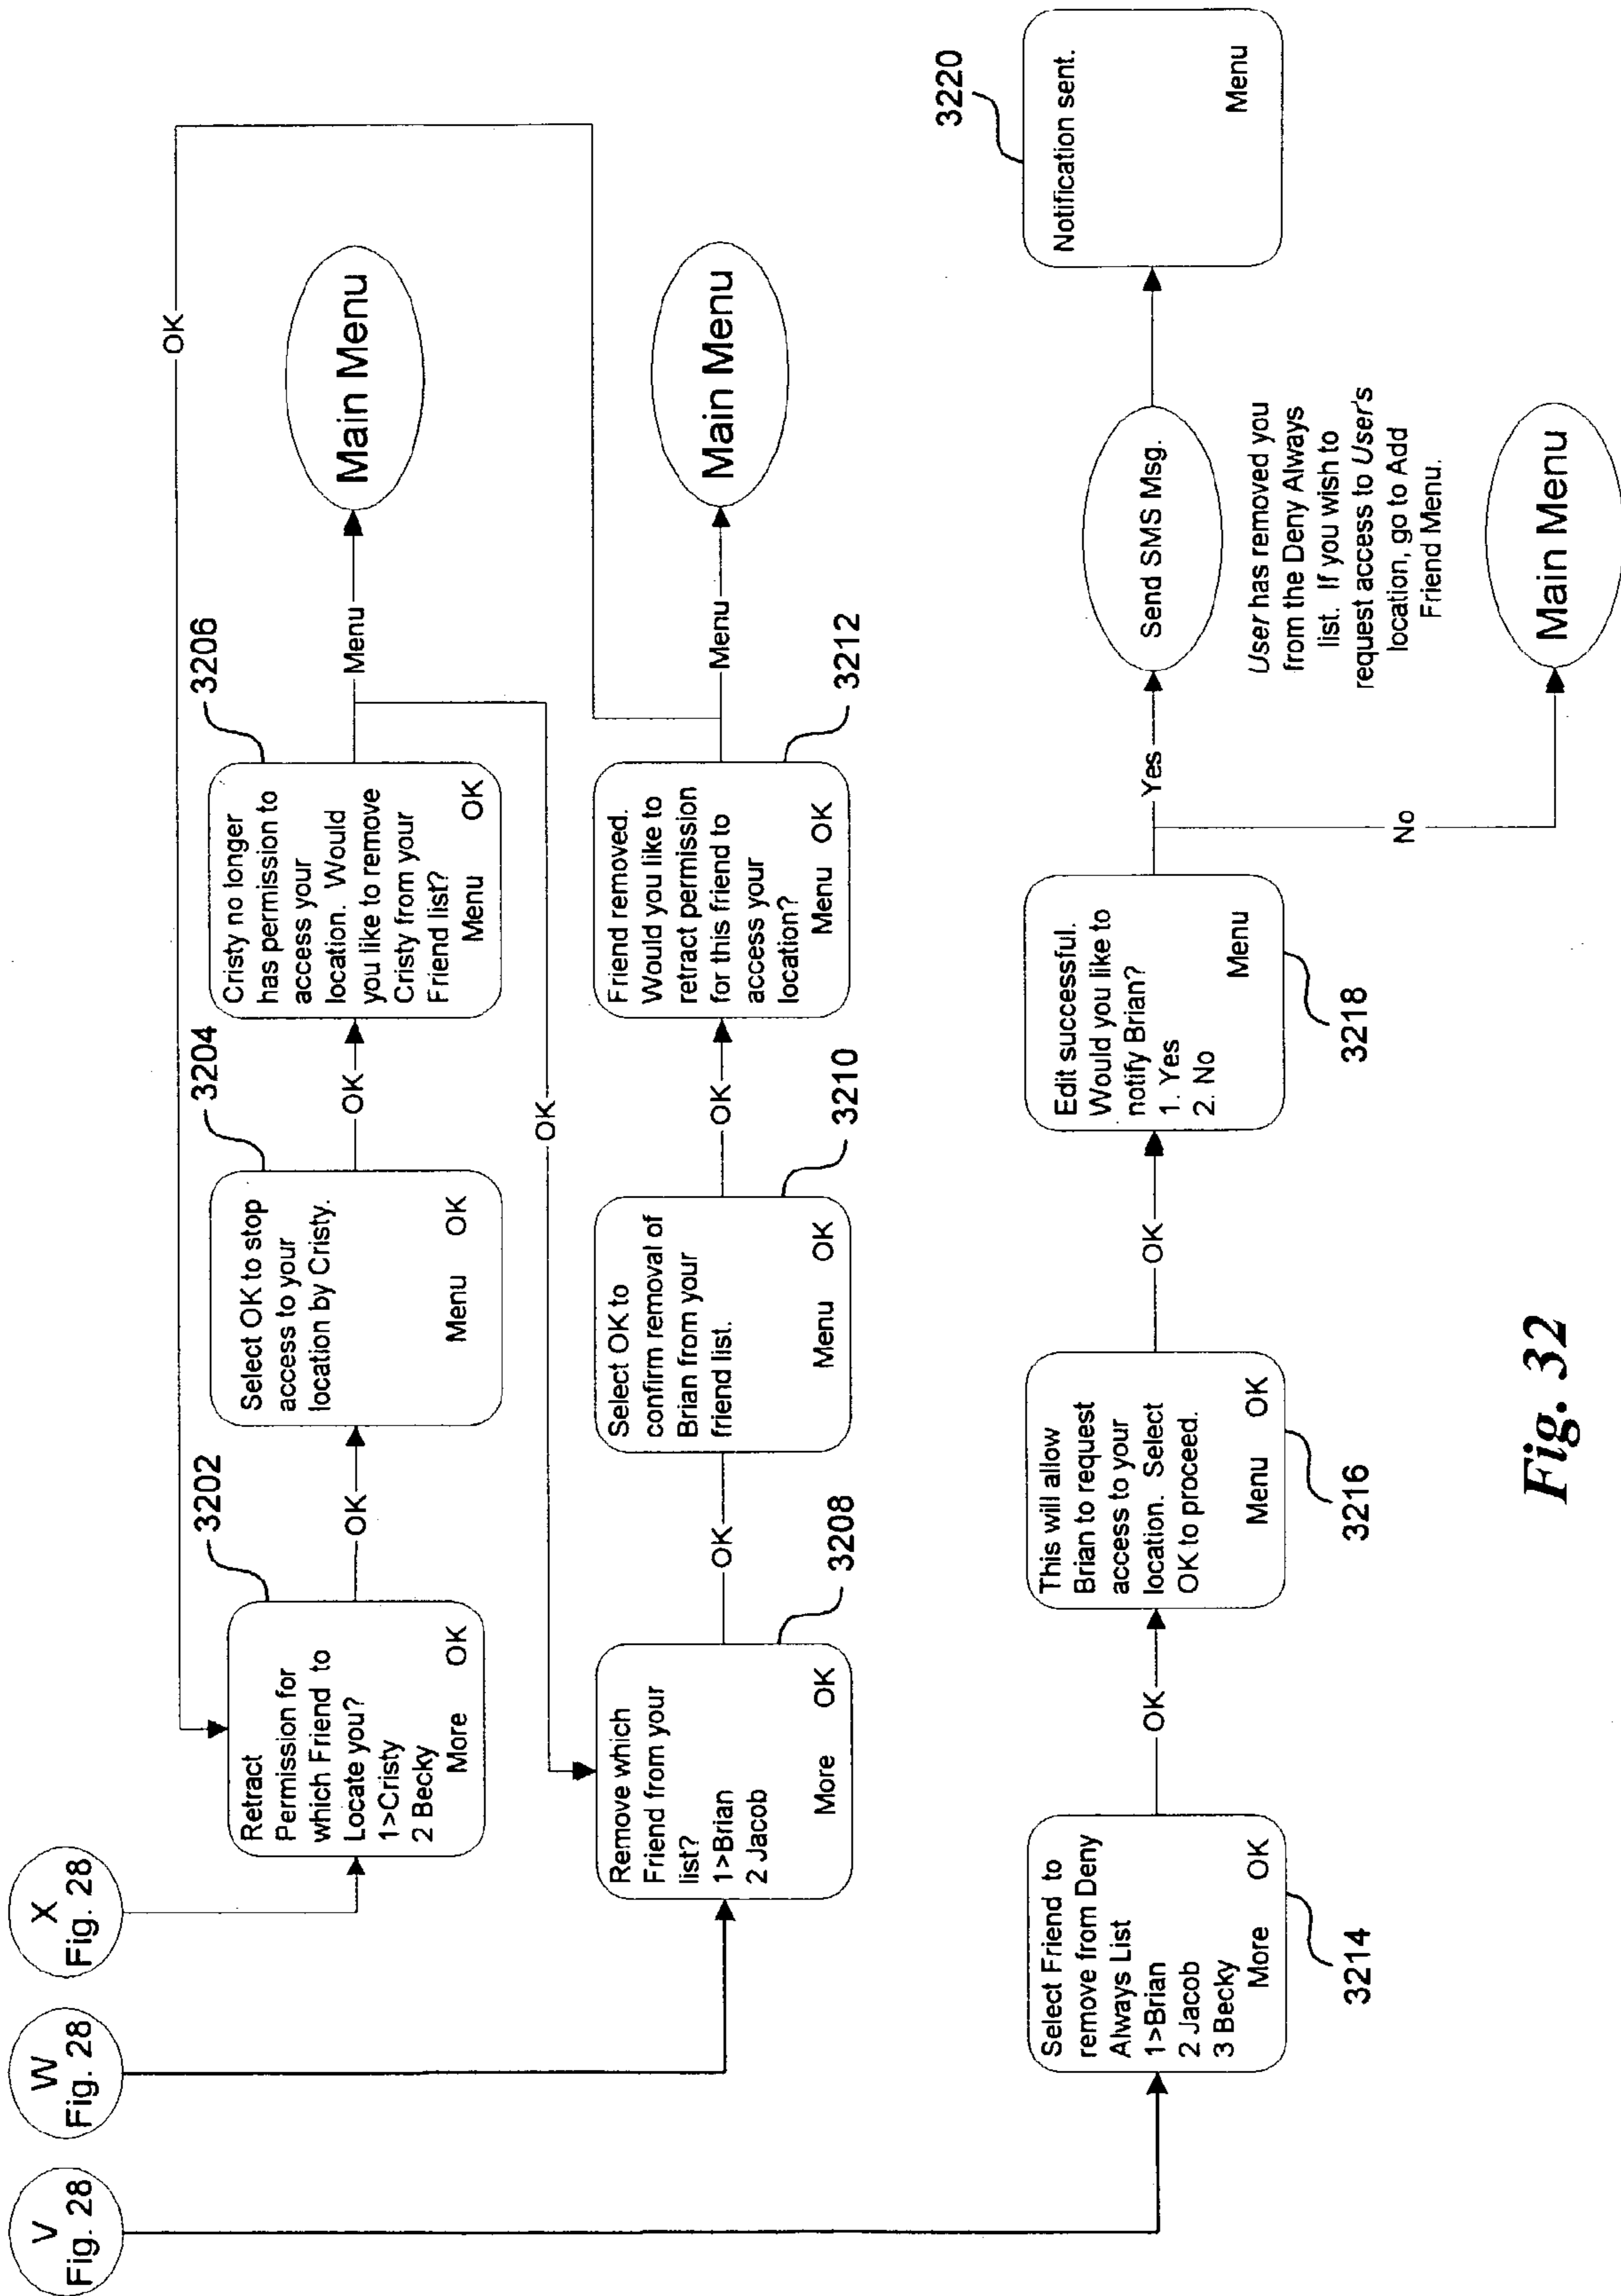 V
Fig. 28
W
Fig. 28
X
Fig. 28
OK
3202
Retract
Permission for
which Friend to
Locate you?
1>Cristy
2 Becky
More OK
OK
3204
Select OK to stop
access to your
location by Cristy.
Menu OK
OK
3206
Cristy no longer
has permission to
access your
location. Would
you like to remove
Cristy from your
Friend list?
Menu OK
Menu
Main Menu
OK
Remove which
Friend from your
list?
1>Brian
2 Jacob
More OK
3208
OK
Select OK to
confirm removal of
Brian from your
friend list.
Menu OK
3210
OK
Friend removed.
Would you like to
retract permission
for this friend to
access your
location?
Menu OK
3212
Menu
Main Menu
Select Friend to
remove from Deny
Always List
1>Brian
2 Jacob
3 Becky
More OK
3214
OK
This will allow
Brian to request
access to your
location. Select
OK to proceed.
Menu OK
3216
OK
Edit successful.
Would you like to
notify Brian?
1. Yes
2. No
Menu
3218
Yes
Send SMS Msg.
User has removed you
from the Deny Always
list. If you wish to
request access to User's
location, go to Add
Friend Menu.
No
Main Menu
3220
Notification sent.
Menu
Fig. 32